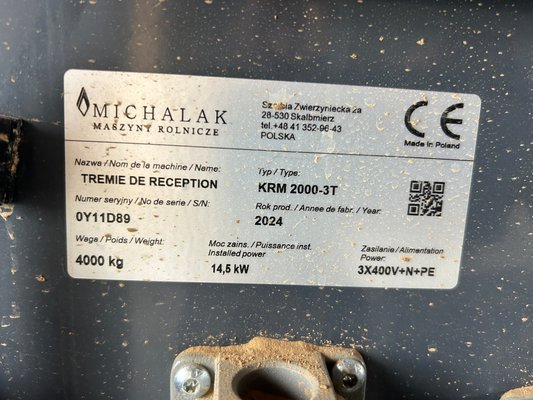 MICHALAK
MASZYNY ROLNICZE
Szarbia Zwierzyniecka 2a
28-530 Skalbmierz
tel.+48 41 352-96-43
POLSKA
CE
Made in Poland
Nazwa / Nom de la machine / Name:
TREMIE DE RECEPTION
Typ / Type:
KRM 2000-3T
Numer seryjny / No de serie / S/N:
0Y11D89
Rok prod. / Annee de fabr. / Year:
2024
Waga / Poids / Weight:
4000 kg
Moc zains. / Puissance inst.
Installed power
14,5 kW
Zasilanie / Alimentation
Power:
3X400V+N+PE